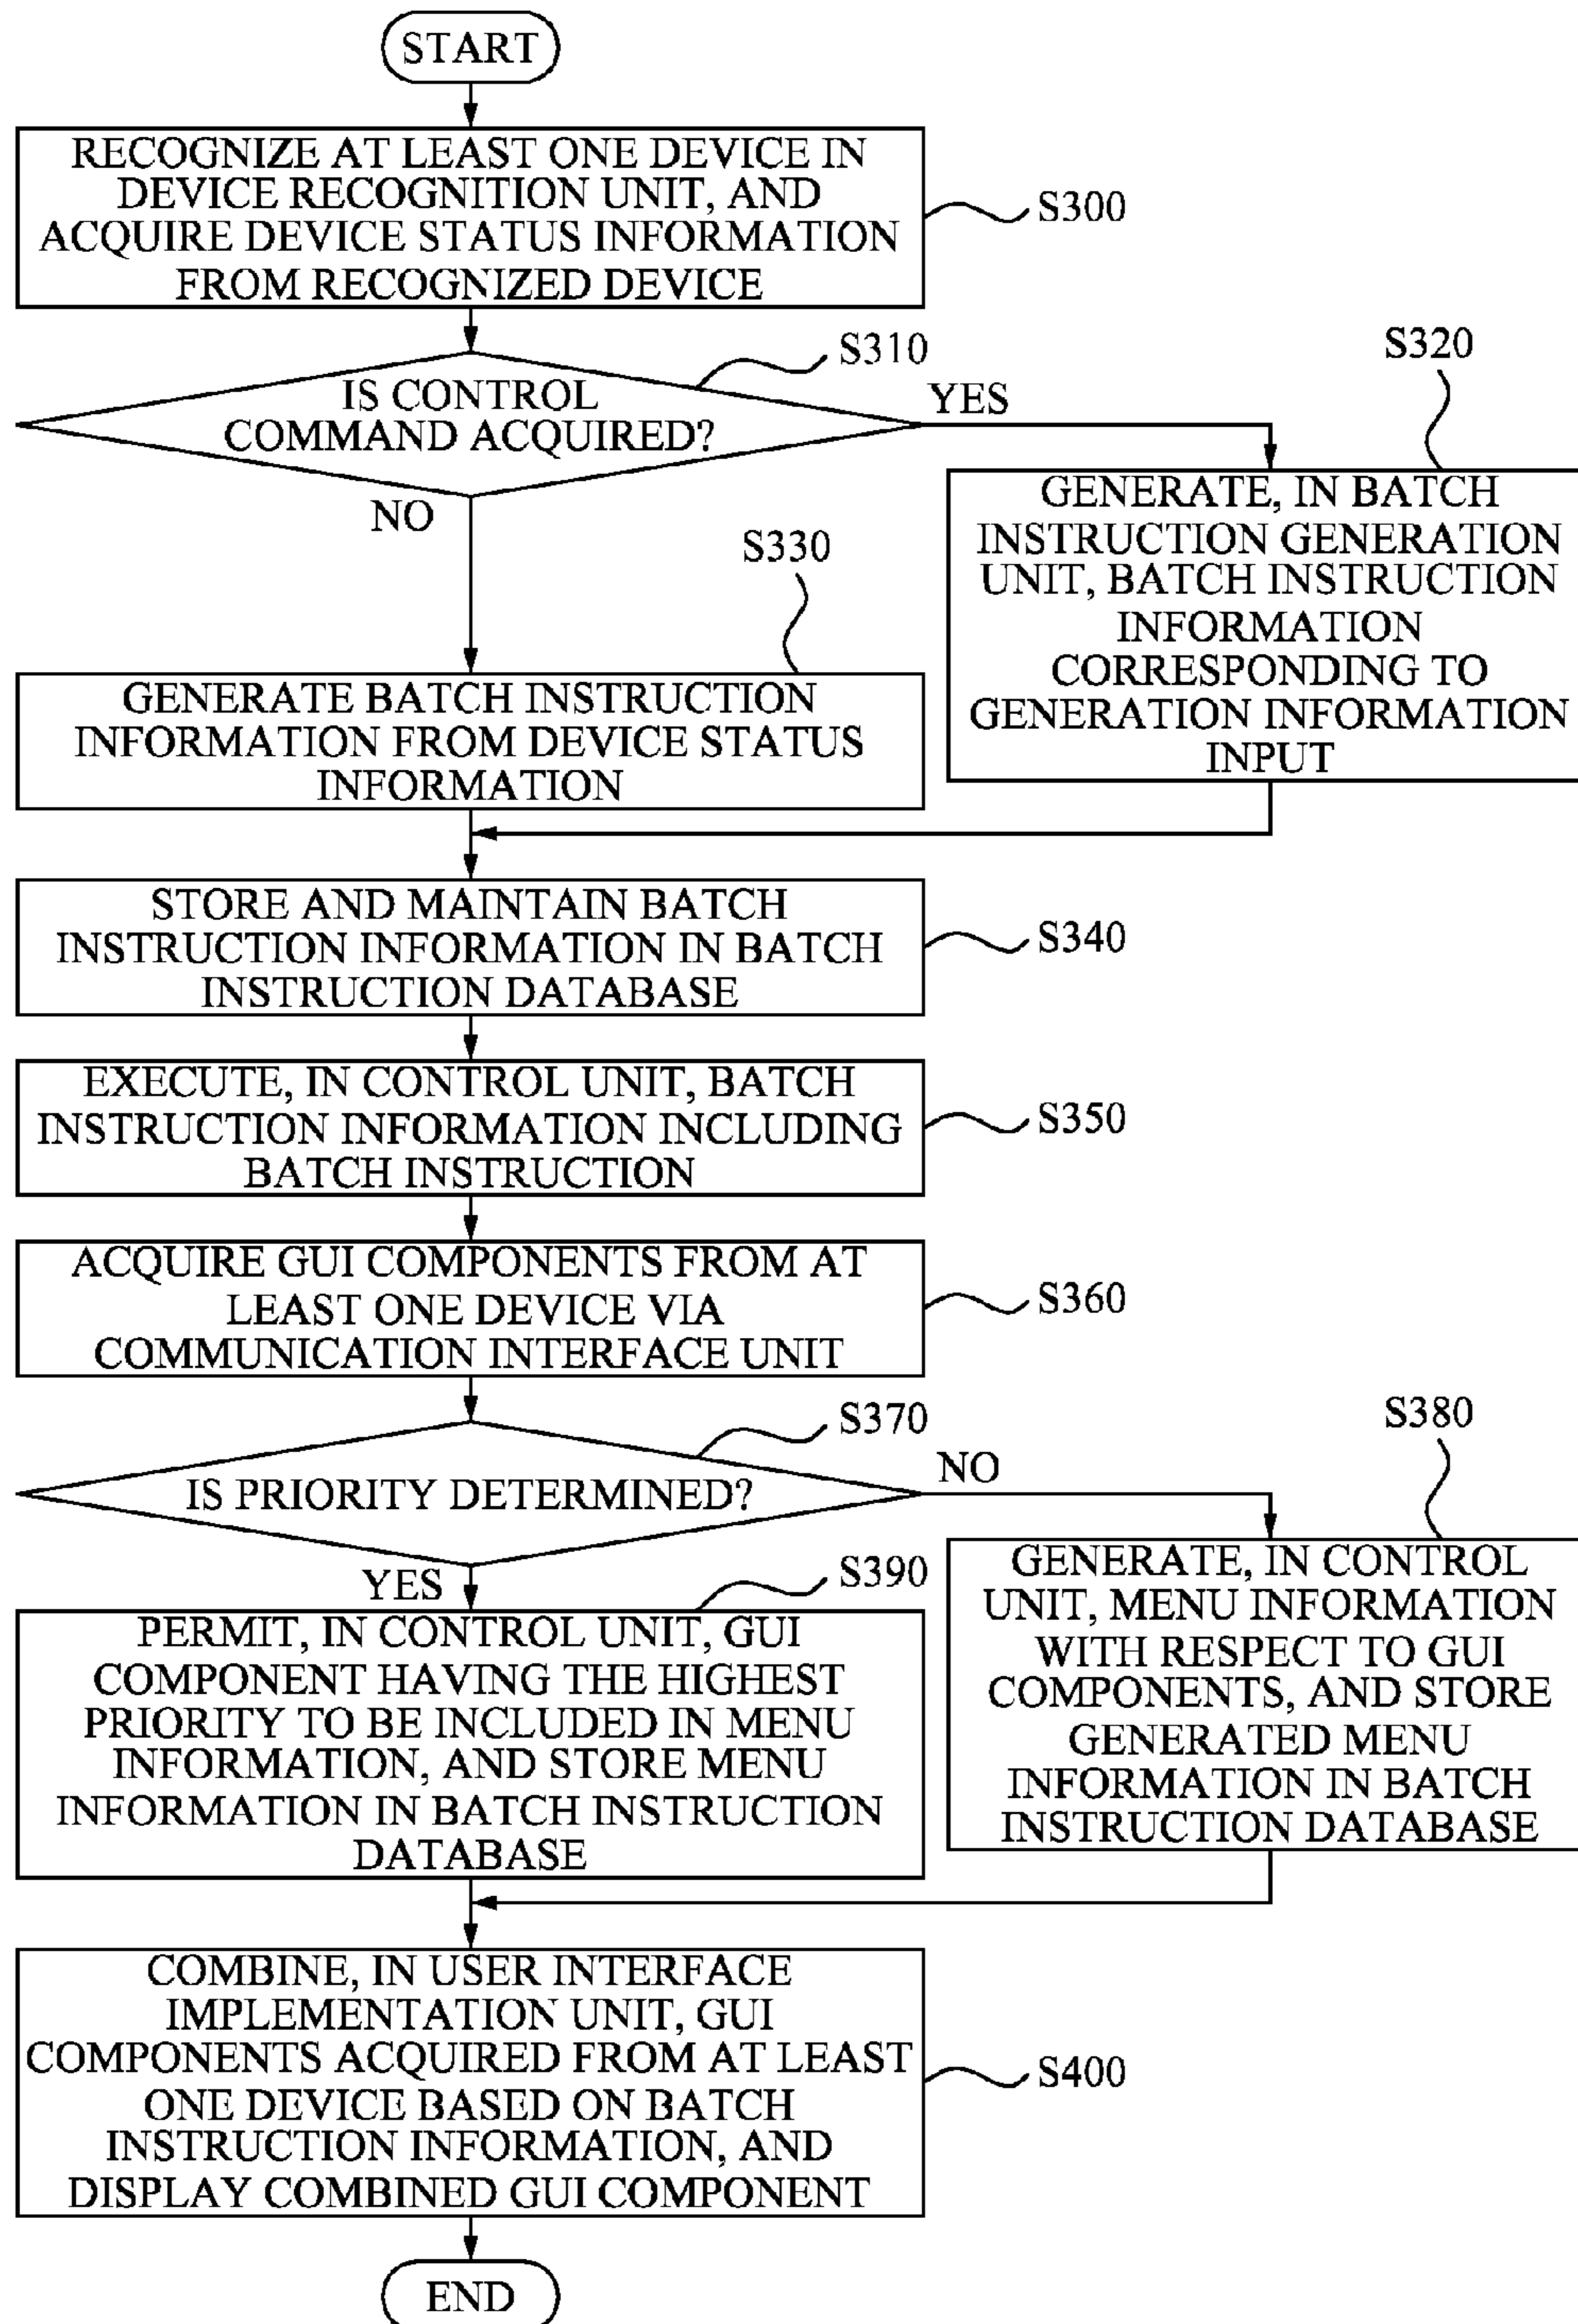 START
RECOGNIZE AT LEAST ONE DEVICE IN
DEVICE RECOGNITION UNIT, AND
ACQUIRE DEVICE STATUS INFORMATION
FROM RECOGNIZED DEVICE
S300
S310
IS CONTROL
COMMAND ACQUIRED?
YES
NO
S320
GENERATE, IN BATCH
INSTRUCTION GENERATION
UNIT, BATCH INSTRUCTION
INFORMATION
CORRESPONDING TO
GENERATION INFORMATION
INPUT
S330
GENERATE BATCH INSTRUCTION
INFORMATION FROM DEVICE STATUS
INFORMATION
STORE AND MAINTAIN BATCH
INSTRUCTION INFORMATION IN BATCH
INSTRUCTION DATABASE
S340
EXECUTE, IN CONTROL UNIT, BATCH
INSTRUCTION INFORMATION INCLUDING
BATCH INSTRUCTION
S350
ACQUIRE GUI COMPONENTS FROM AT
LEAST ONE DEVICE VIA
COMMUNICATION INTERFACE UNIT
S360
S370
IS PRIORITY DETERMINED?
NO
YES
S380
GENERATE, IN CONTROL
UNIT, MENU INFORMATION
WITH RESPECT TO GUI
COMPONENTS, AND STORE
GENERATED MENU
INFORMATION IN BATCH
INSTRUCTION DATABASE
S390
PERMIT, IN CONTROL UNIT, GUI
COMPONENT HAVING THE HIGHEST
PRIORITY TO BE INCLUDED IN MENU
INFORMATION, AND STORE MENU
INFORMATION IN BATCH INSTRUCTION
DATABASE
COMBINE, IN USER INTERFACE
IMPLEMENTATION UNIT, GUI
COMPONENTS ACQUIRED FROM AT LEAST
ONE DEVICE BASED ON BATCH
INSTRUCTION INFORMATION, AND
DISPLAY COMBINED GUI COMPONENT
S400
END